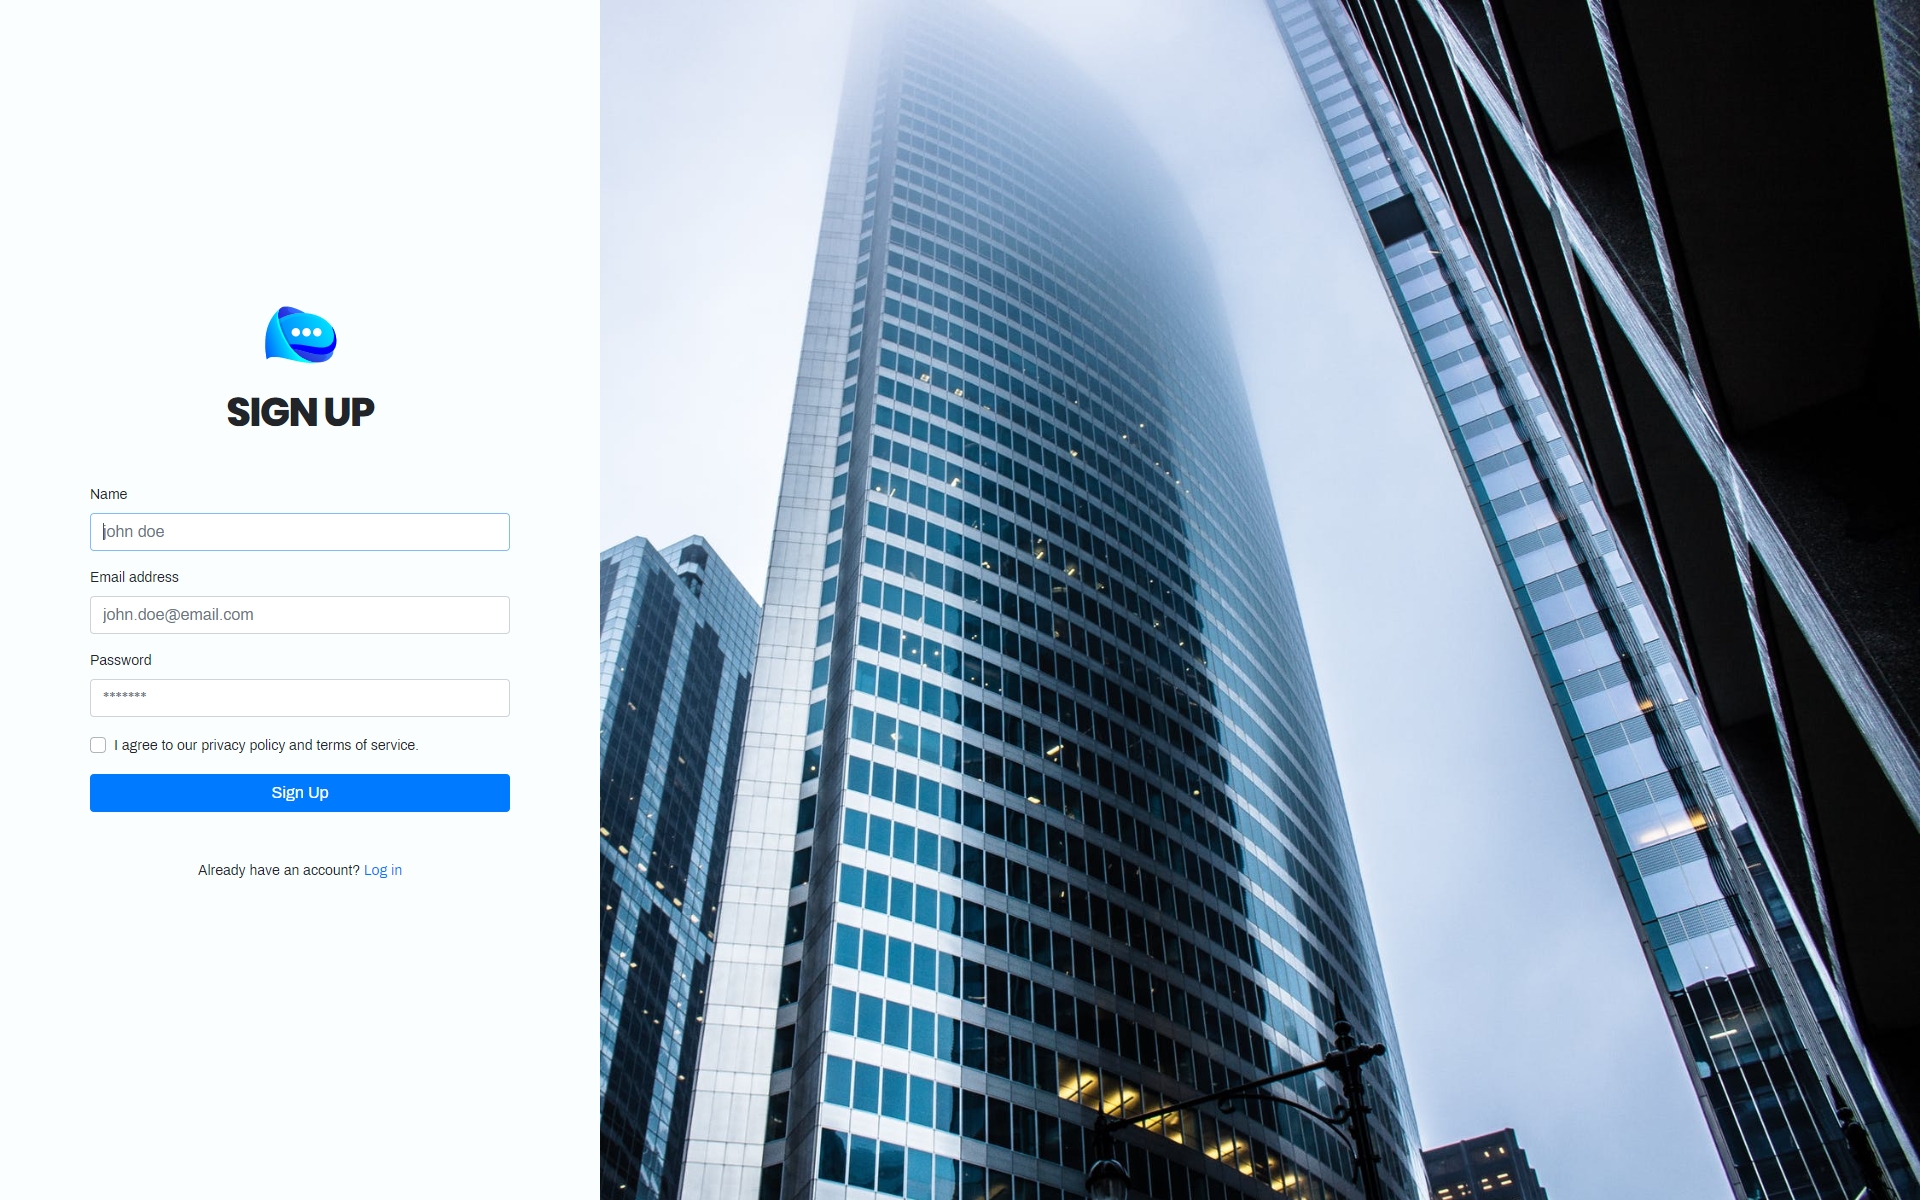 SIGN UP
Name
john doe
Email address
john.doe@email.com
Password
*******
I agree to our privacy policy and terms of service.
Sign Up
Already have an account? Log in